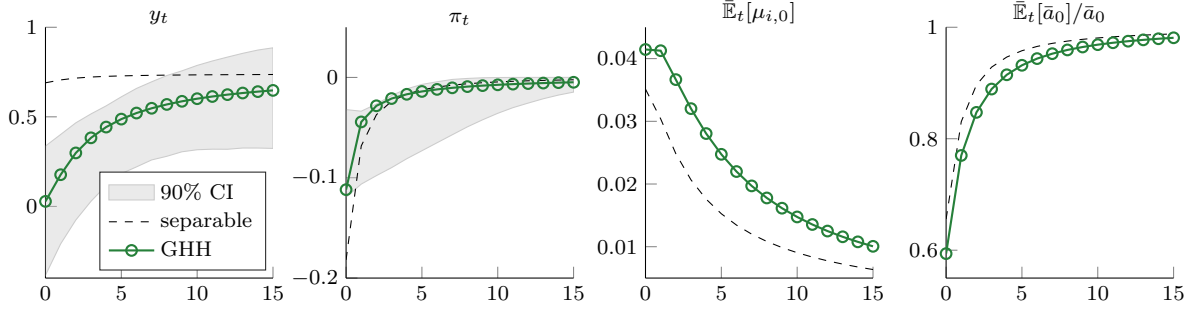 y_t
1
0.5
0
0 5 10 15
90% CI
separable
GHH
π_t
0
−0.1
−0.2
0 5 10 15
𝔼̄_t[μ_{i,0}]
0.04
0.03
0.02
0.01
0 5 10 15
𝔼̄_t[ā_0]/ā_0
1
0.8
0.6
0 5 10 15